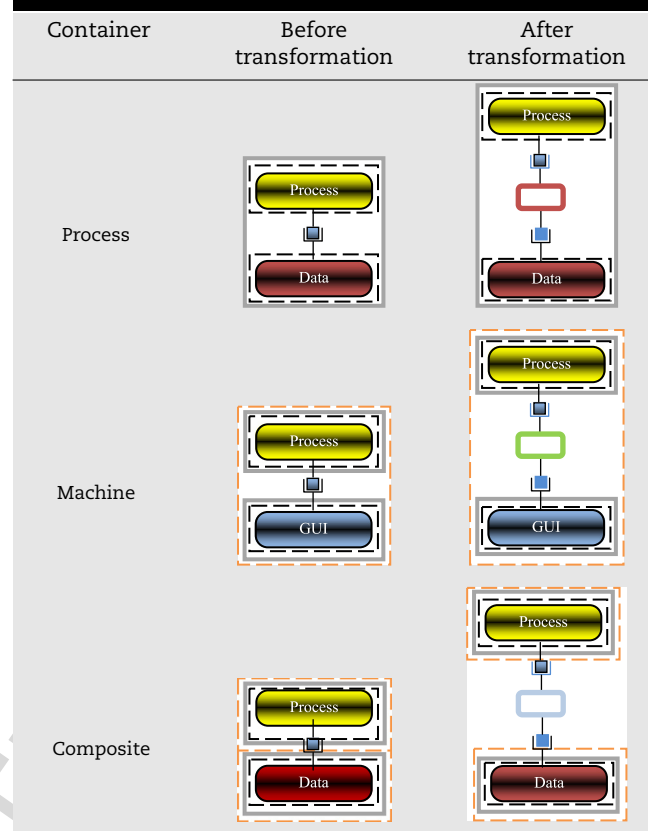 Container Before transformation After transformation
Process
Process
Process
Data
Data
Machine
Process
Process
GUI
GUI
Composite
Process
Process
Data
Data